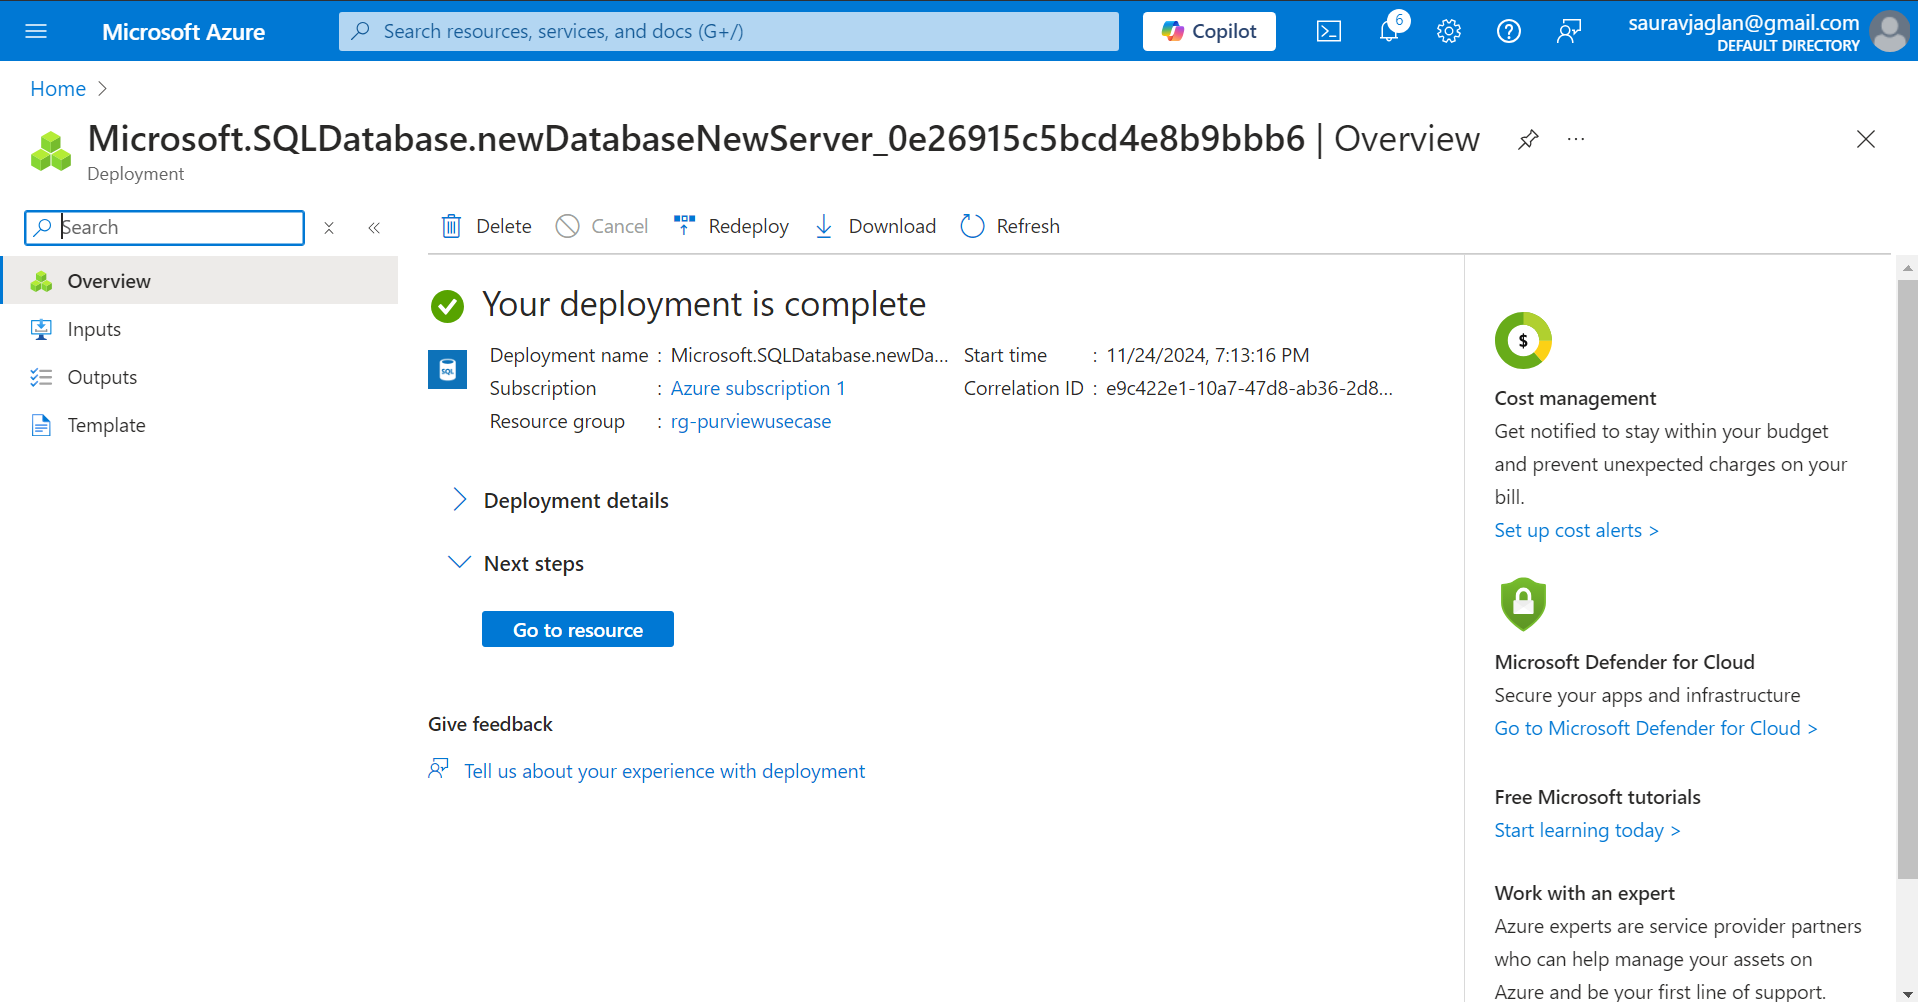 Microsoft Azure
Search resources, services, and docs (G+/)
Copilot
6
sauravjaglan@gmail.com
DEFAULT DIRECTORY
Home
Microsoft.SQLDatabase.newDatabaseNewServer_0e26915c5bcd4e8b9bbb6 | Overview
Deployment
Search
Delete
Cancel
Redeploy
Download
Refresh
Overview
Inputs
Outputs
Template
Your deployment is complete
SQL
Deployment name : Microsoft.SQLDatabase.newDa...
Subscription : Azure subscription 1
Resource group : rg-purviewusecase
Start time : 11/24/2024, 7:13:16 PM
Correlation ID : e9c422e1-10a7-47d8-ab36-2d8...
Deployment details
Next steps
Go to resource
Give feedback
Tell us about your experience with deployment
$
Cost management
Get notified to stay within your budget
and prevent unexpected charges on your
bill.
Set up cost alerts >
Microsoft Defender for Cloud
Secure your apps and infrastructure
Go to Microsoft Defender for Cloud >
Free Microsoft tutorials
Start learning today >
Work with an expert
Azure experts are service provider partners
who can help manage your assets on
Azure and be your first line of support.